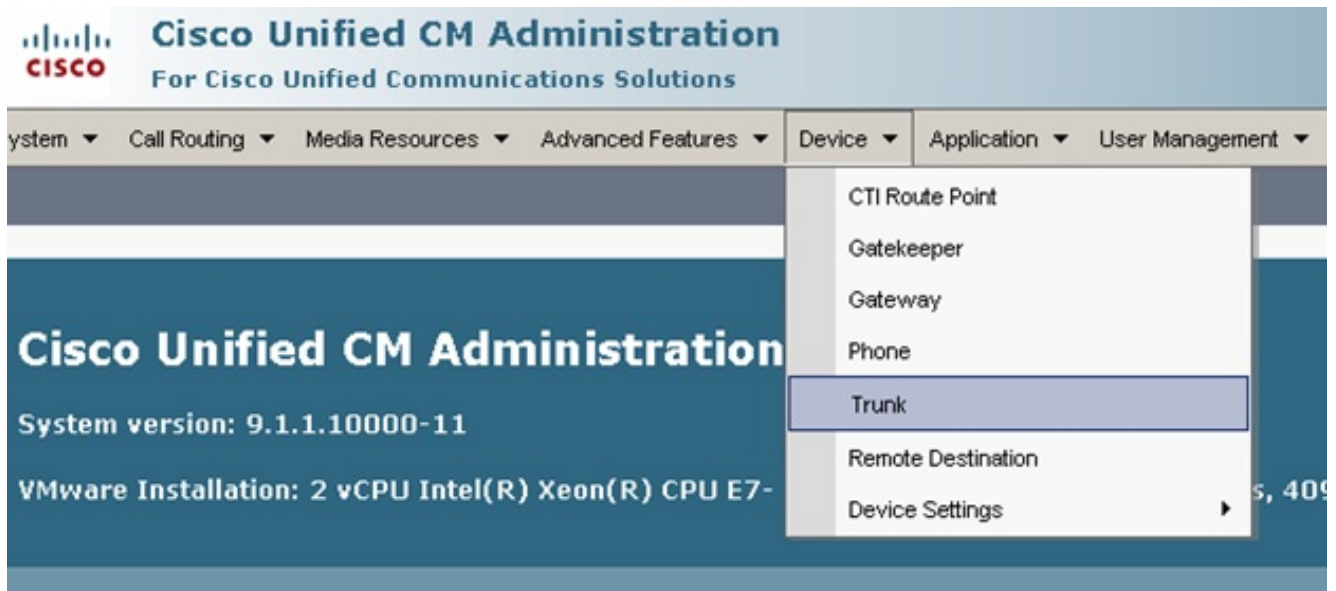 CISCO
Cisco Unified CM Administration
For Cisco Unified Communications Solutions
ystem Call Routing Media Resources Advanced Features Device Application User Management
CTI Route Point
Gatekeeper
Gateway
Phone
Trunk
Remote Destination
Device Settings
Cisco Unified CM Administration
System version: 9.1.1.10000-11
VMware Installation: 2 vCPU Intel(R) Xeon(R) CPU E7- s, 409